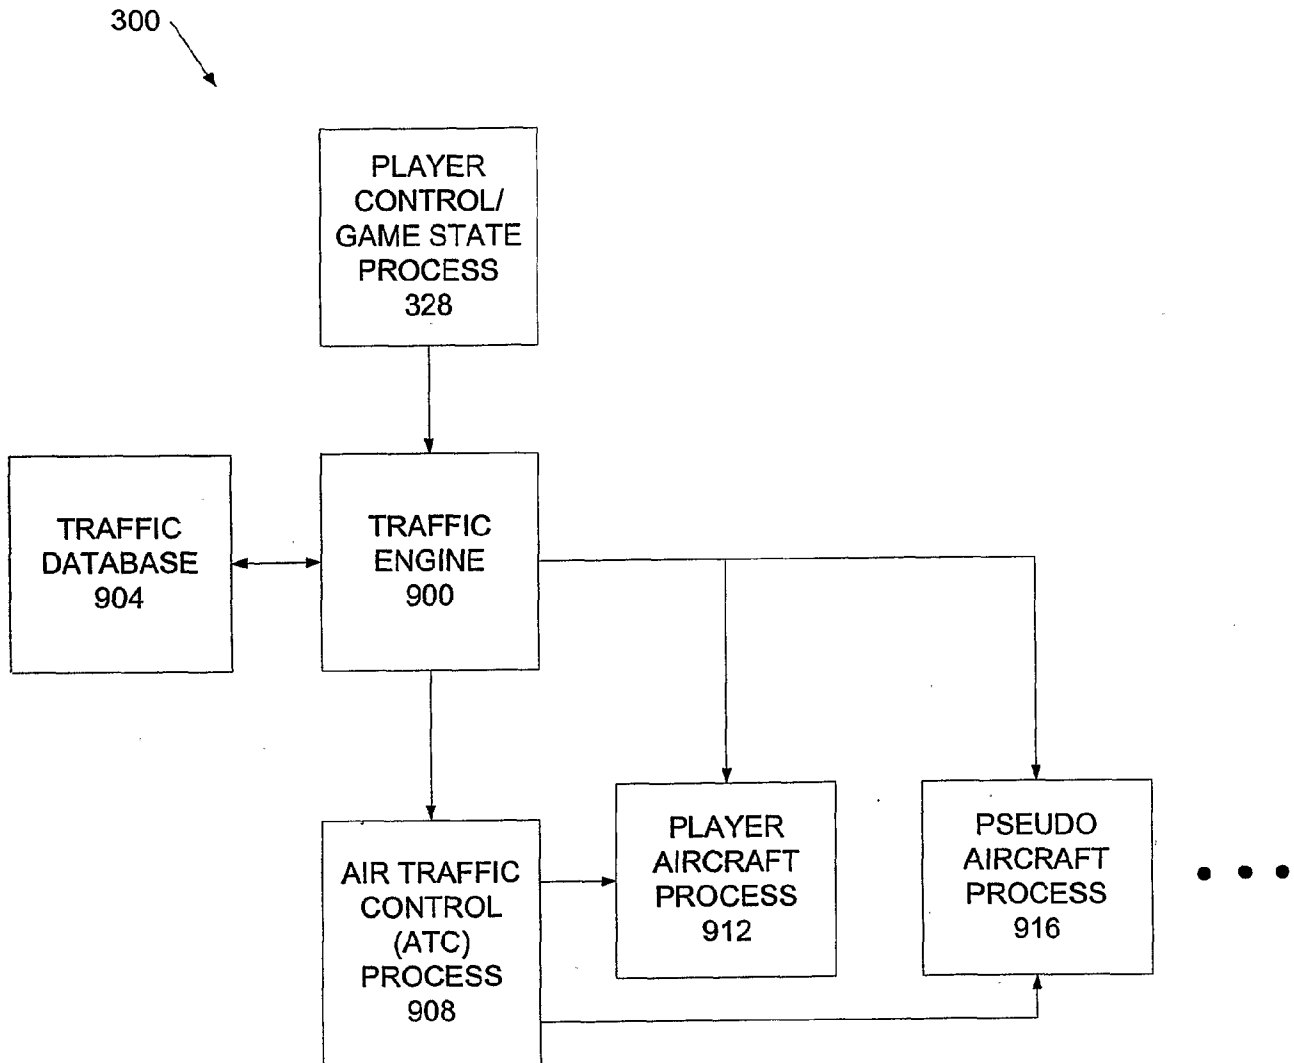 300
PLAYER
CONTROL/
GAME STATE
PROCESS
328
TRAFFIC
DATABASE
904
TRAFFIC
ENGINE
900
AIR TRAFFIC
CONTROL
(ATC)
PROCESS
908
PLAYER
AIRCRAFT
PROCESS
912
PSEUDO
AIRCRAFT
PROCESS
916